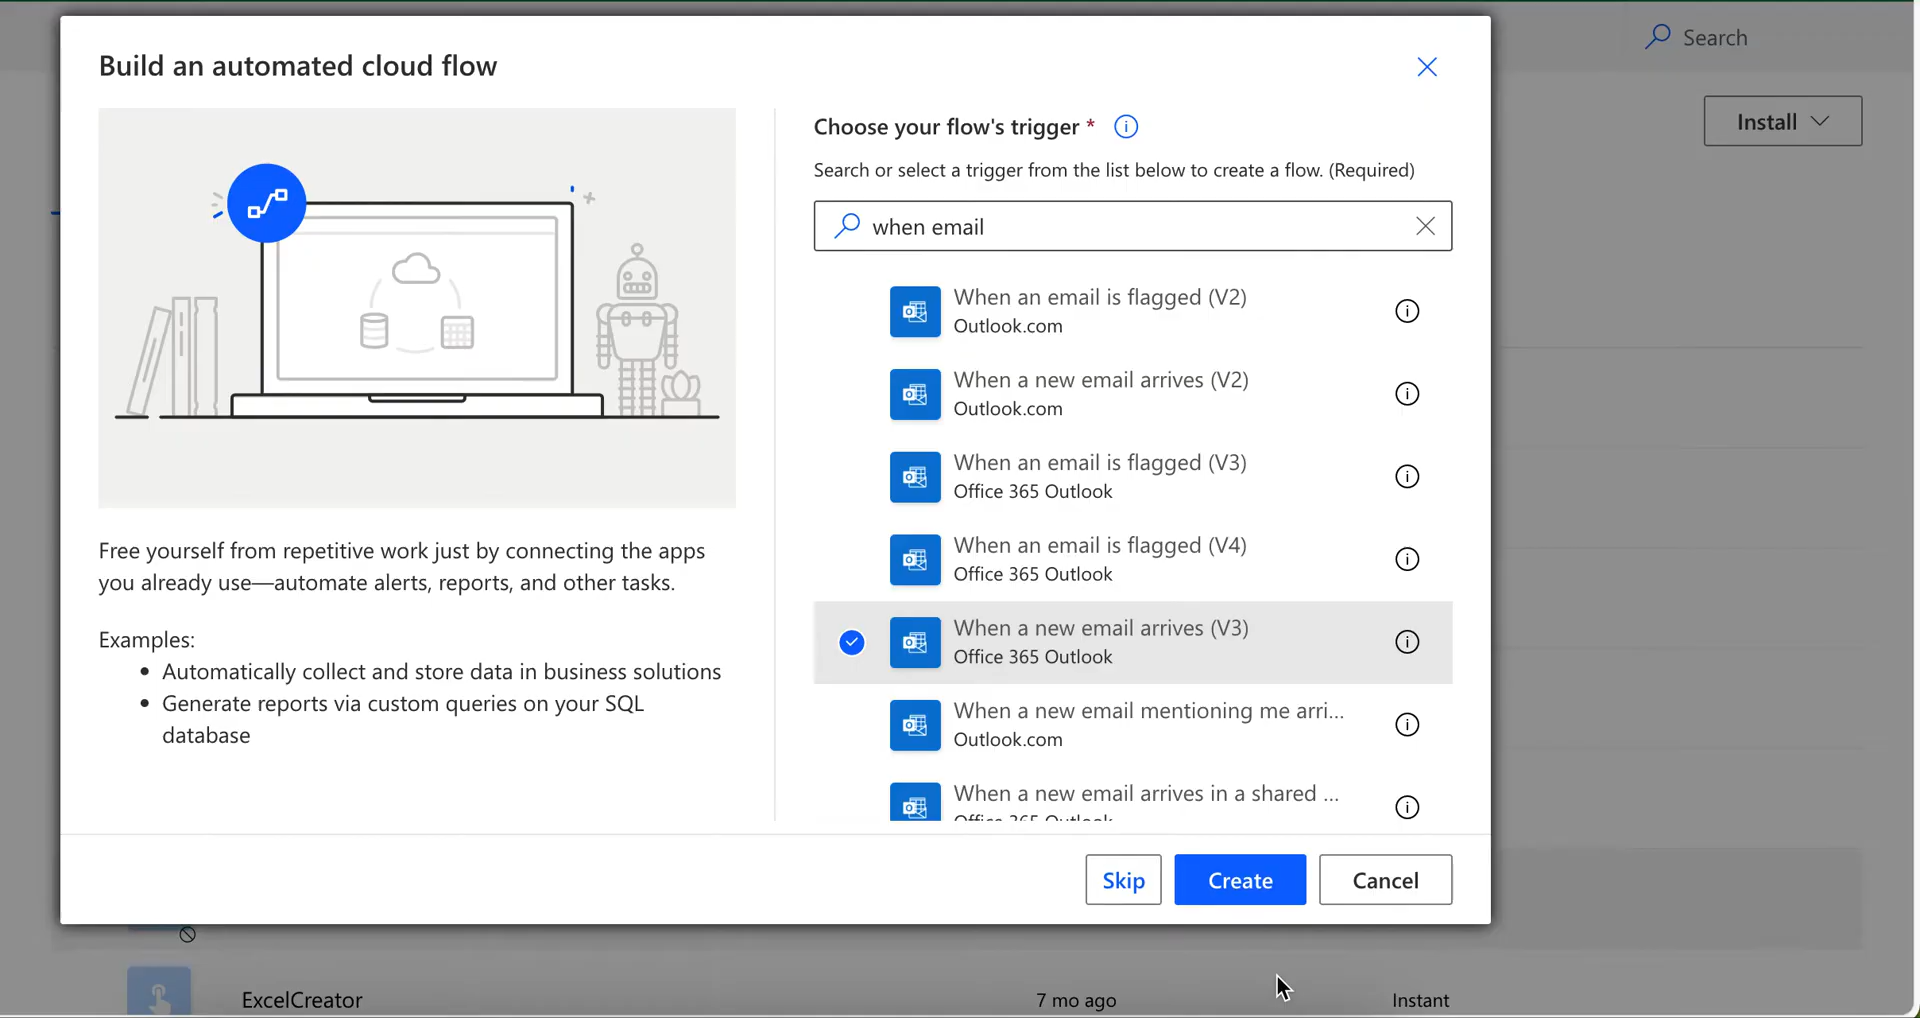 Search
Install
Build an automated cloud flow
Free yourself from repetitive work just by connecting the apps
you already use—automate alerts, reports, and other tasks.
Examples:
• Automatically collect and store data in business solutions
• Generate reports via custom queries on your SQL
database
Choose your flow's trigger *
Search or select a trigger from the list below to create a flow. (Required)
when email
When an email is flagged (V2)
Outlook.com
When a new email arrives (V2)
Outlook.com
When an email is flagged (V3)
Office 365 Outlook
When an email is flagged (V4)
Office 365 Outlook
When a new email arrives (V3)
Office 365 Outlook
When a new email mentioning me arri...
Outlook.com
When a new email arrives in a shared ...
Office 365 Outlook
Skip
Create
Cancel
ExcelCreator
7 mo ago
Instant